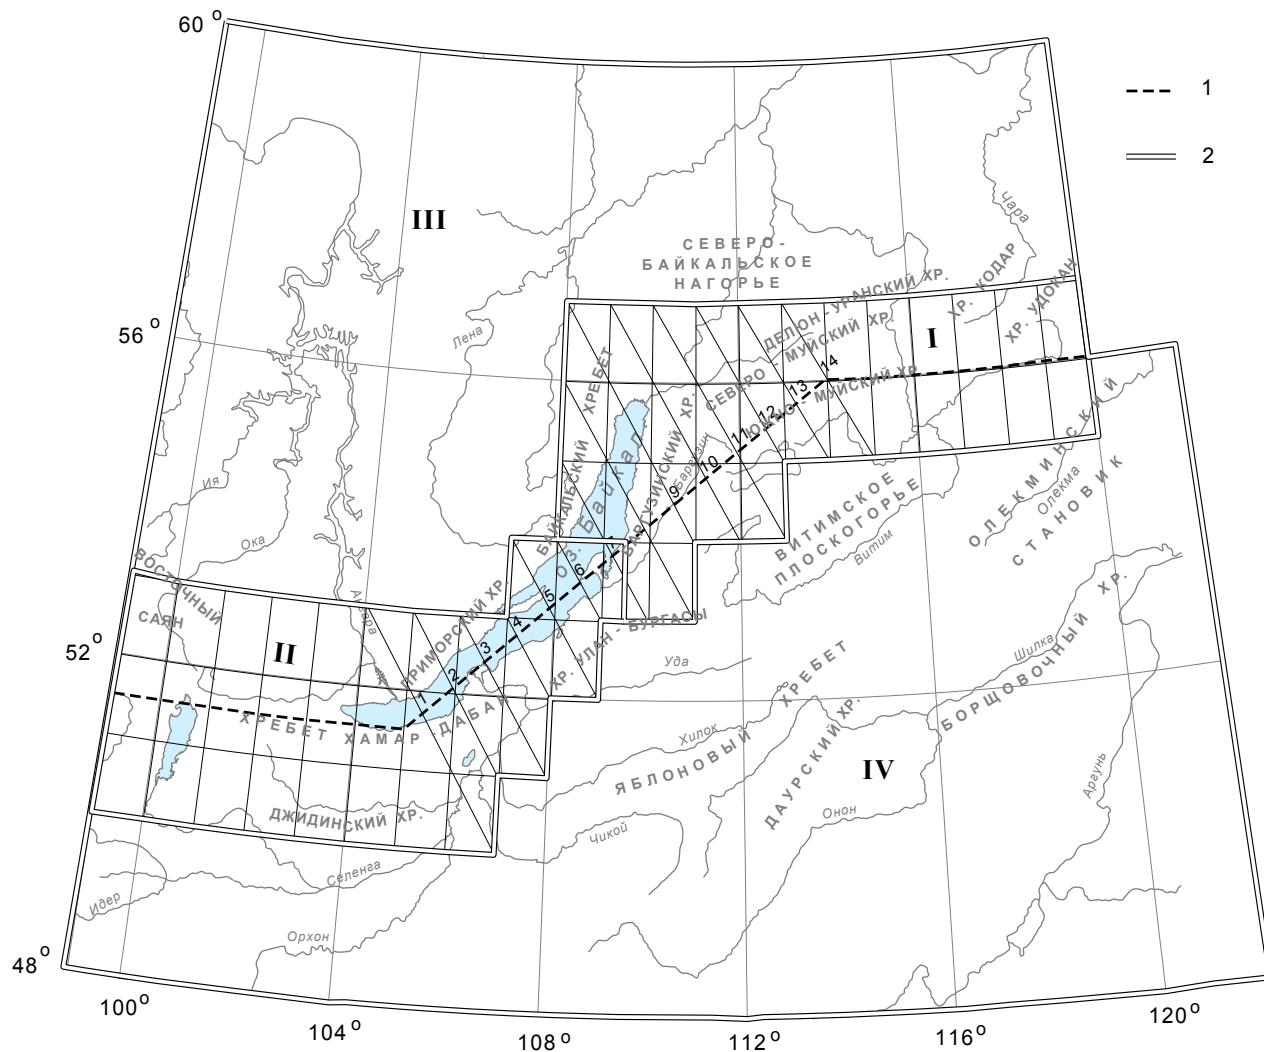 60°
1
2
III
Чара
СЕВЕРО-
БАЙКАЛЬСКОЕ
НАГОРЬЕ
ХР. КОДАР
ХР. УДОКАН
ДЕЛЮН - УРАНСКИЙ ХР.
СЕВЕРО - МУЙСКИЙ ХР.
I
56°
Лена
ЮЖНО - МУЙСКИЙ ХР.
14
13
12
11
10
9
БАЙКАЛЬСКИЙ ХРЕБЕТ
БАРГУЗИНСКИЙ ХР.
Баргузин
ОЗ. Байкал
Ия
Ока
ВИТИМСКОЕ
ПЛОСКОГОРЬЕ
Витим
ОЛЕКМИНСКИЙ
Олекма
СТАНОВИК
ВОСТОЧНЫЙ
САЯН
Ангара
ПРИМОРСКИЙ ХР.
6
5
4
3
2
1
ХР. УЛАН - БУРГАСЫ
52°
II
Уда
Шилка
БОРЩОВОЧНЫЙ ХР.
ХРЕБЕТ ХАМАР - ДАБАН
Хилок
ЯБЛОНОВЫЙ ХРЕБЕТ
ДАУРСКИЙ ХР.
IV
Аргунь
Онон
ДЖИДИНСКИЙ ХР.
Чикой
Селенга
Идер
Орхон
48°
100°
104°
108°
112°
116°
120°